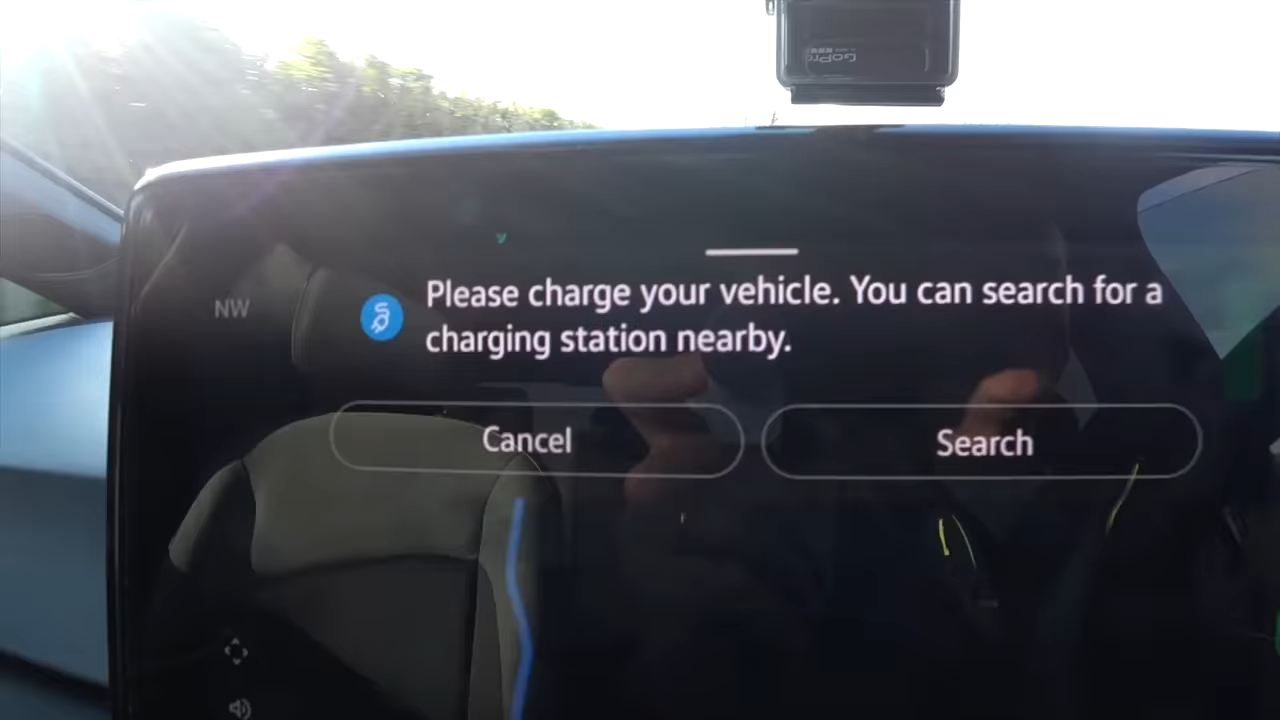 GoPro
NW
Please charge your vehicle. You can search for a
charging station nearby.
Cancel
Search